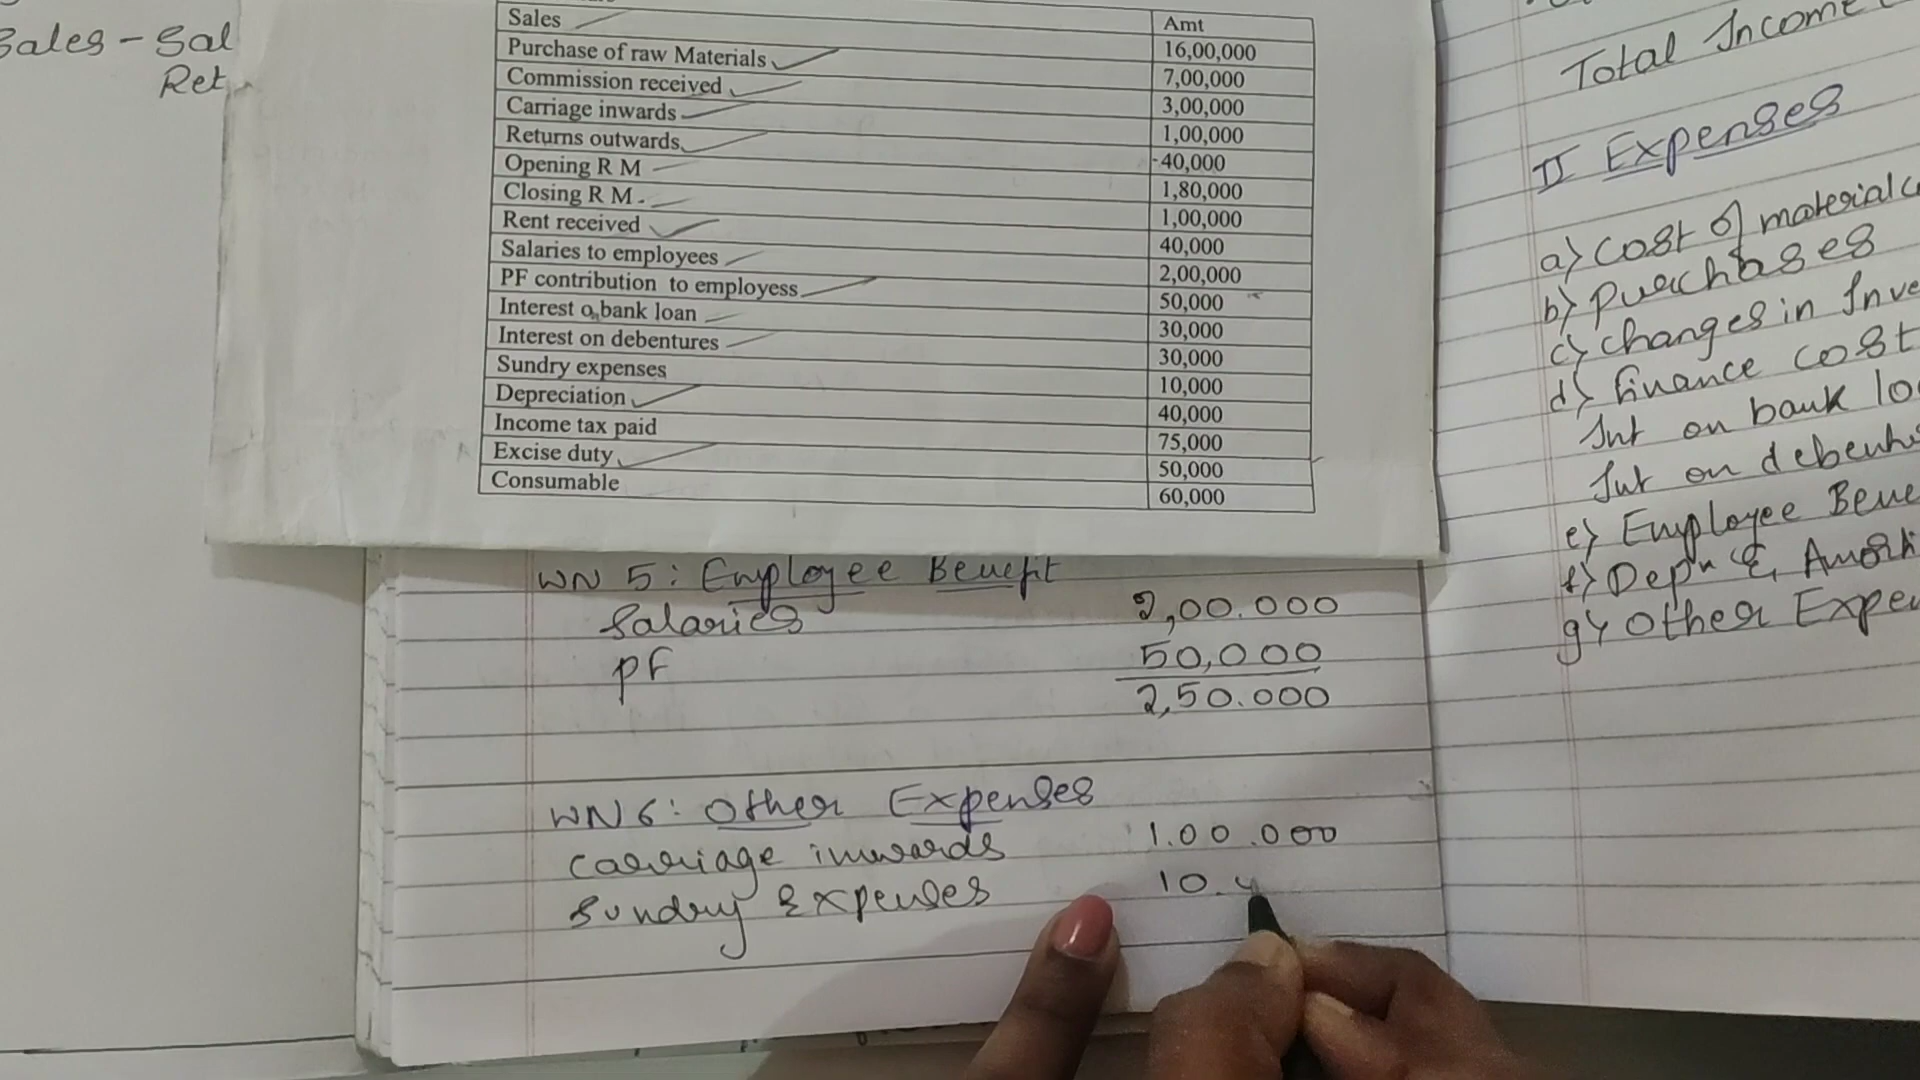 Sales - Sal
Ret
Sales
Amt
Purchase of raw Materials 16,00,000
Commission received 7,00,000
Carriage inwards 3,00,000
Returns outwards 1,00,000
Opening R M -40,000
Closing R M 1,80,000
Rent received 1,00,000
Salaries to employees 40,000
PF contribution to employess 2,00,000
Interest o bank loan 50,000
Interest on debentures 30,000
Sundry expenses 30,000
Depreciation 10,000
Income tax paid 40,000
Excise duty 75,000
Consumable 50,000
60,000
WN 5: Employee Benefit
Salaries 2,00.000
PF 50,000
2,50.000
WN 6: Other Expenses
Carriage inwards 1.00.000
Sundry Expenses 10.
Total Income
II Expenses
a) Cost of material
b) Purchases
c) Changes in Inve
d) Finance Cost
Int on bank lo
Int on debent
e) Employee Bene
f) Depn & Amorti
g) Other Expen